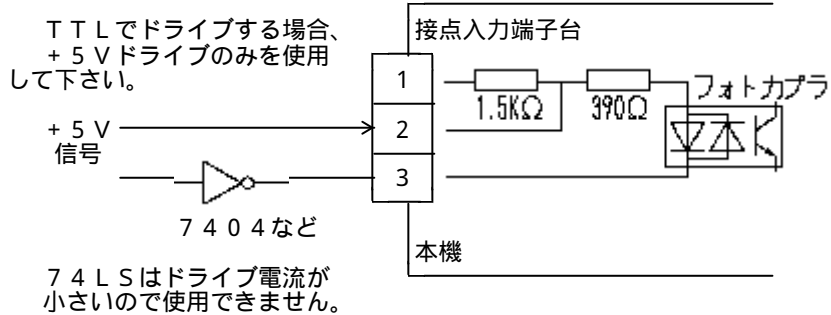 ＴＴＬでドライブする場合、
＋５Ｖドライブのみを使用
して下さい。
接点入力端子台
1
1.5KΩ
390Ω
フォトカプラ
＋５Ｖ
2
信号
3
７４０４など
本機
７４ＬＳはドライブ電流が
小さいので使用できません。